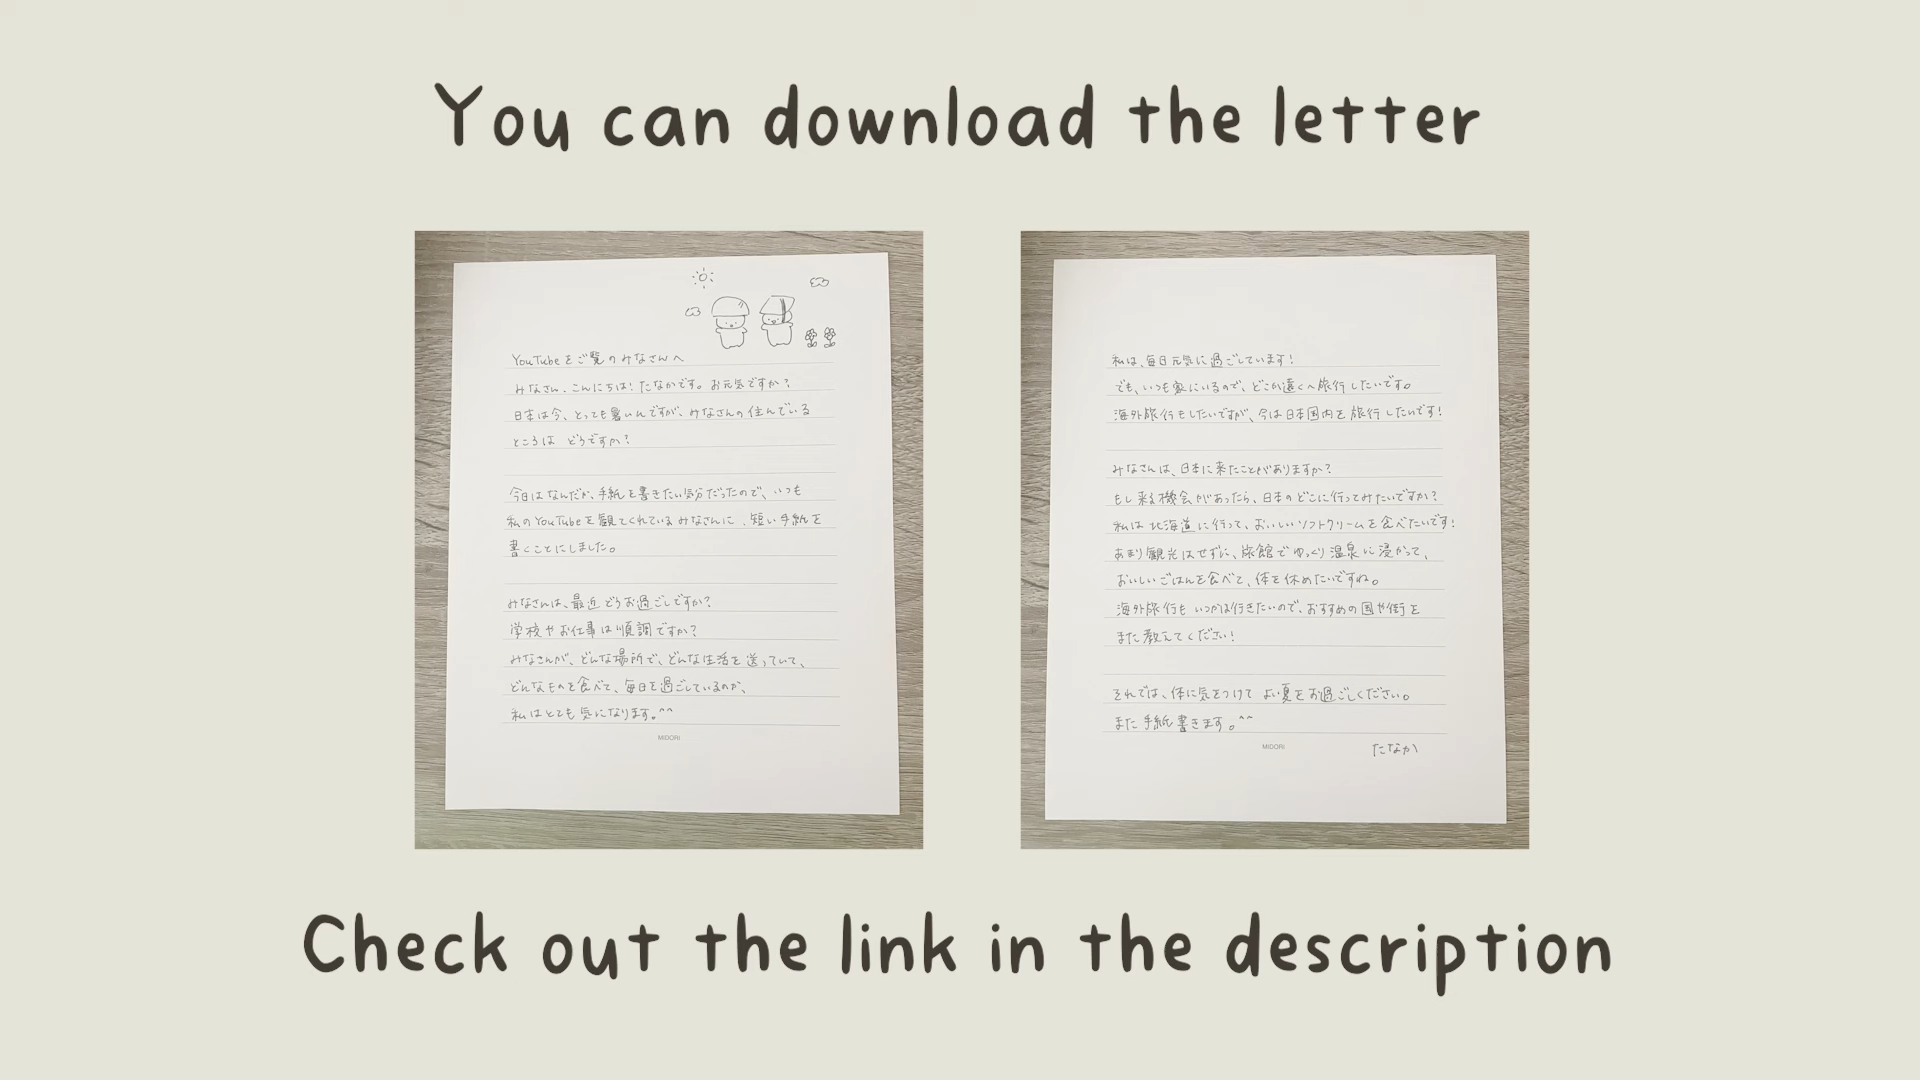 You can download the letter
YouTubeをご覧のみなさんへ
みなさん、こんにちは!たなかです。お元気ですか?
日本は今、とっても暑いんですが、みなさんの住んでいる
ところは どうですか?
今日はなんだか、手紙を書きたい気分だったので、いつも
私のYouTubeを観てくれているみなさんに、短い手紙を
書くことにしました。
みなさんは、最近どうお過ごしですか?
学校やお仕事は順調ですか?
みなさんが、どんな場所で、どんな生活を送っていて、
どんなものを食べて、毎日を過ごしているのか、
私はとても気になります。^^
MIDORI
私は、毎日元気に過ごしています!
でも、いつも家にいるので、どこか遠くへ旅行したいです。
海外旅行もしたいですが、今は日本国内を旅行したいです!
みなさんは、日本に来たことがありますか?
もし来る機会があったら、日本のどこに行ってみたいですか?
私は北海道に行って、おいしいソフトクリームを食べたいです!
あまり観光はせずに、旅館でゆっくり温泉に浸かって、
おいしいごはんを食べて、体を休めたいですね。
海外旅行もいつかは行きたいので、おすすめの国や街を
また教えてください!
それでは、体に気をつけて よい夏をお過ごしください。
また手紙書きます。^^
MIDORI
たなか
Check out the link in the description